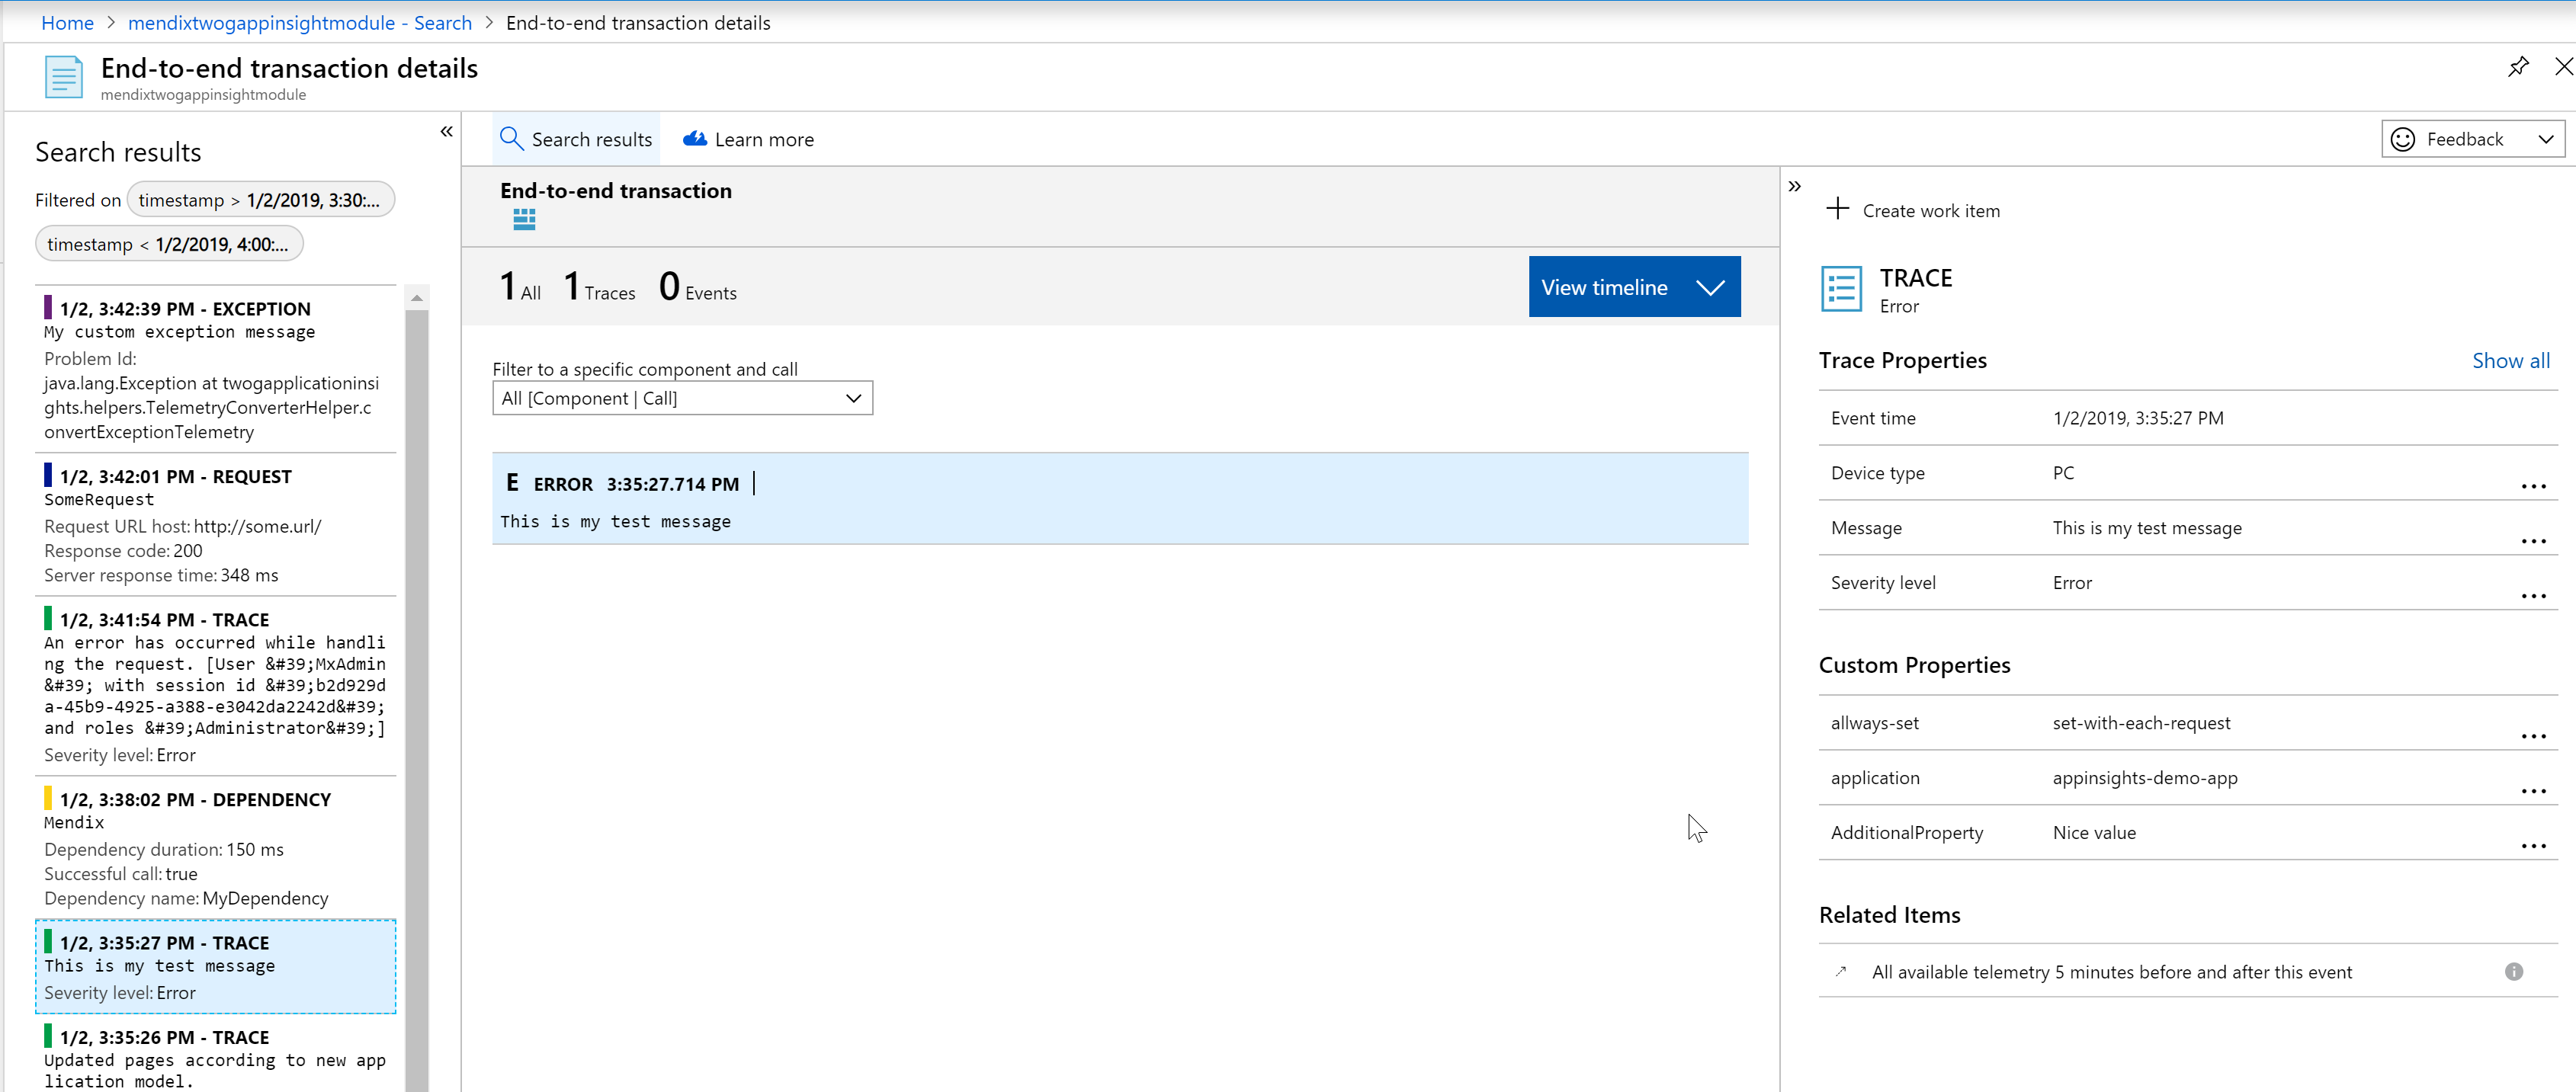 Home > mendixtwogappinsightmodule - Search > End-to-end transaction details
End-to-end transaction details
mendixtwogappinsightmodule
«
Search results
Filtered on timestamp > 1/2/2019, 3:30:...
timestamp < 1/2/2019, 4:00:...
1/2, 3:42:39 PM - EXCEPTION
My custom exception message
Problem Id:
java.lang.Exception at twogapplicationinsi
ghts.helpers.TelemetryConverterHelper.c
onvertExceptionTelemetry
1/2, 3:42:01 PM - REQUEST
SomeRequest
Request URL host: http://some.url/
Response code: 200
Server response time: 348 ms
1/2, 3:41:54 PM - TRACE
An error has occurred while handli
ng the request. [User &#39;MxAdmin
&#39; with session id &#39;b2d929d
a-45b9-4925-a388-e3042da2242d&#39;
and roles &#39;Administrator&#39;]
Severity level: Error
1/2, 3:38:02 PM - DEPENDENCY
Mendix
Dependency duration: 150 ms
Successful call: true
Dependency name: MyDependency
1/2, 3:35:27 PM - TRACE
This is my test message
Severity level: Error
1/2, 3:35:26 PM - TRACE
Updated pages according to new app
lication model.
Search results Learn more
Feedback
End-to-end transaction
1 All 1 Traces 0 Events
View timeline
Filter to a specific component and call
All [Component | Call]
E ERROR 3:35:27.714 PM |
This is my test message
»
Create work item
TRACE
Error
Trace Properties Show all
Event time 1/2/2019, 3:35:27 PM
Device type PC ...
Message This is my test message ...
Severity level Error ...
Custom Properties
allways-set set-with-each-request ...
application appinsights-demo-app ...
AdditionalProperty Nice value ...
Related Items
All available telemetry 5 minutes before and after this event